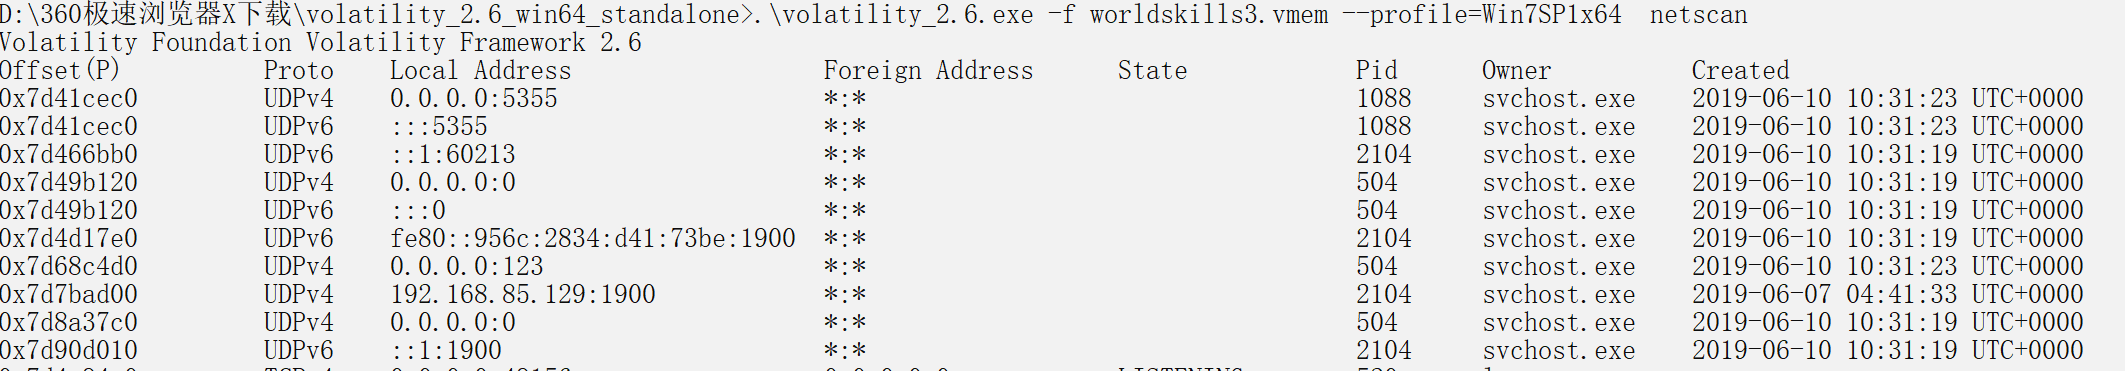 D:\360极速浏览器X下载\volatility_2.6_win64_standalone>.\volatility_2.6.exe -f worldskills3.vmem --profile=Win7SP1x64  netscan
Volatility Foundation Volatility Framework 2.6
Offset(P)          Proto    Local Address                  Foreign Address      State            Pid      Owner          Created
0x7d41cec0         UDPv4    0.0.0.0:5355                   *:*                                   1088     svchost.exe    2019-06-10 10:31:23 UTC+0000
0x7d41cec0         UDPv6    :::5355                        *:*                                   1088     svchost.exe    2019-06-10 10:31:23 UTC+0000
0x7d466bb0         UDPv6    ::1:60213                      *:*                                   2104     svchost.exe    2019-06-10 10:31:19 UTC+0000
0x7d49b120         UDPv4    0.0.0.0:0                      *:*                                   504      svchost.exe    2019-06-10 10:31:19 UTC+0000
0x7d49b120         UDPv6    :::0                           *:*                                   504      svchost.exe    2019-06-10 10:31:19 UTC+0000
0x7d4d17e0         UDPv6    fe80::956c:2834:d41:73be:1900  *:*                                   2104     svchost.exe    2019-06-10 10:31:19 UTC+0000
0x7d68c4d0         UDPv4    0.0.0.0:123                    *:*                                   504      svchost.exe    2019-06-10 10:31:23 UTC+0000
0x7d7bad00         UDPv4    192.168.85.129:1900            *:*                                   2104     svchost.exe    2019-06-07 04:41:33 UTC+0000
0x7d8a37c0         UDPv4    0.0.0.0:0                      *:*                                   504      svchost.exe    2019-06-10 10:31:19 UTC+0000
0x7d90d010         UDPv6    ::1:1900                       *:*                                   2104     svchost.exe    2019-06-10 10:31:19 UTC+0000